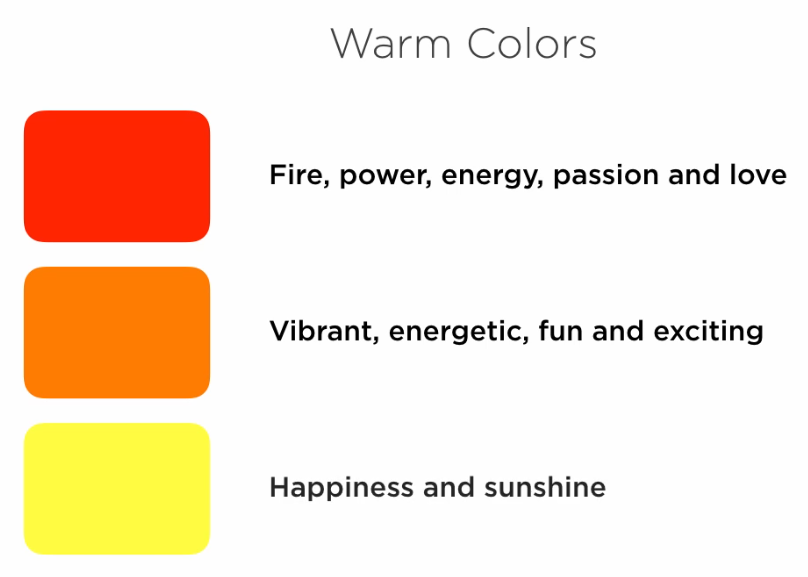 Warm Colors
Fire, power, energy, passion and love
Vibrant, energetic, fun and exciting
Happiness and sunshine